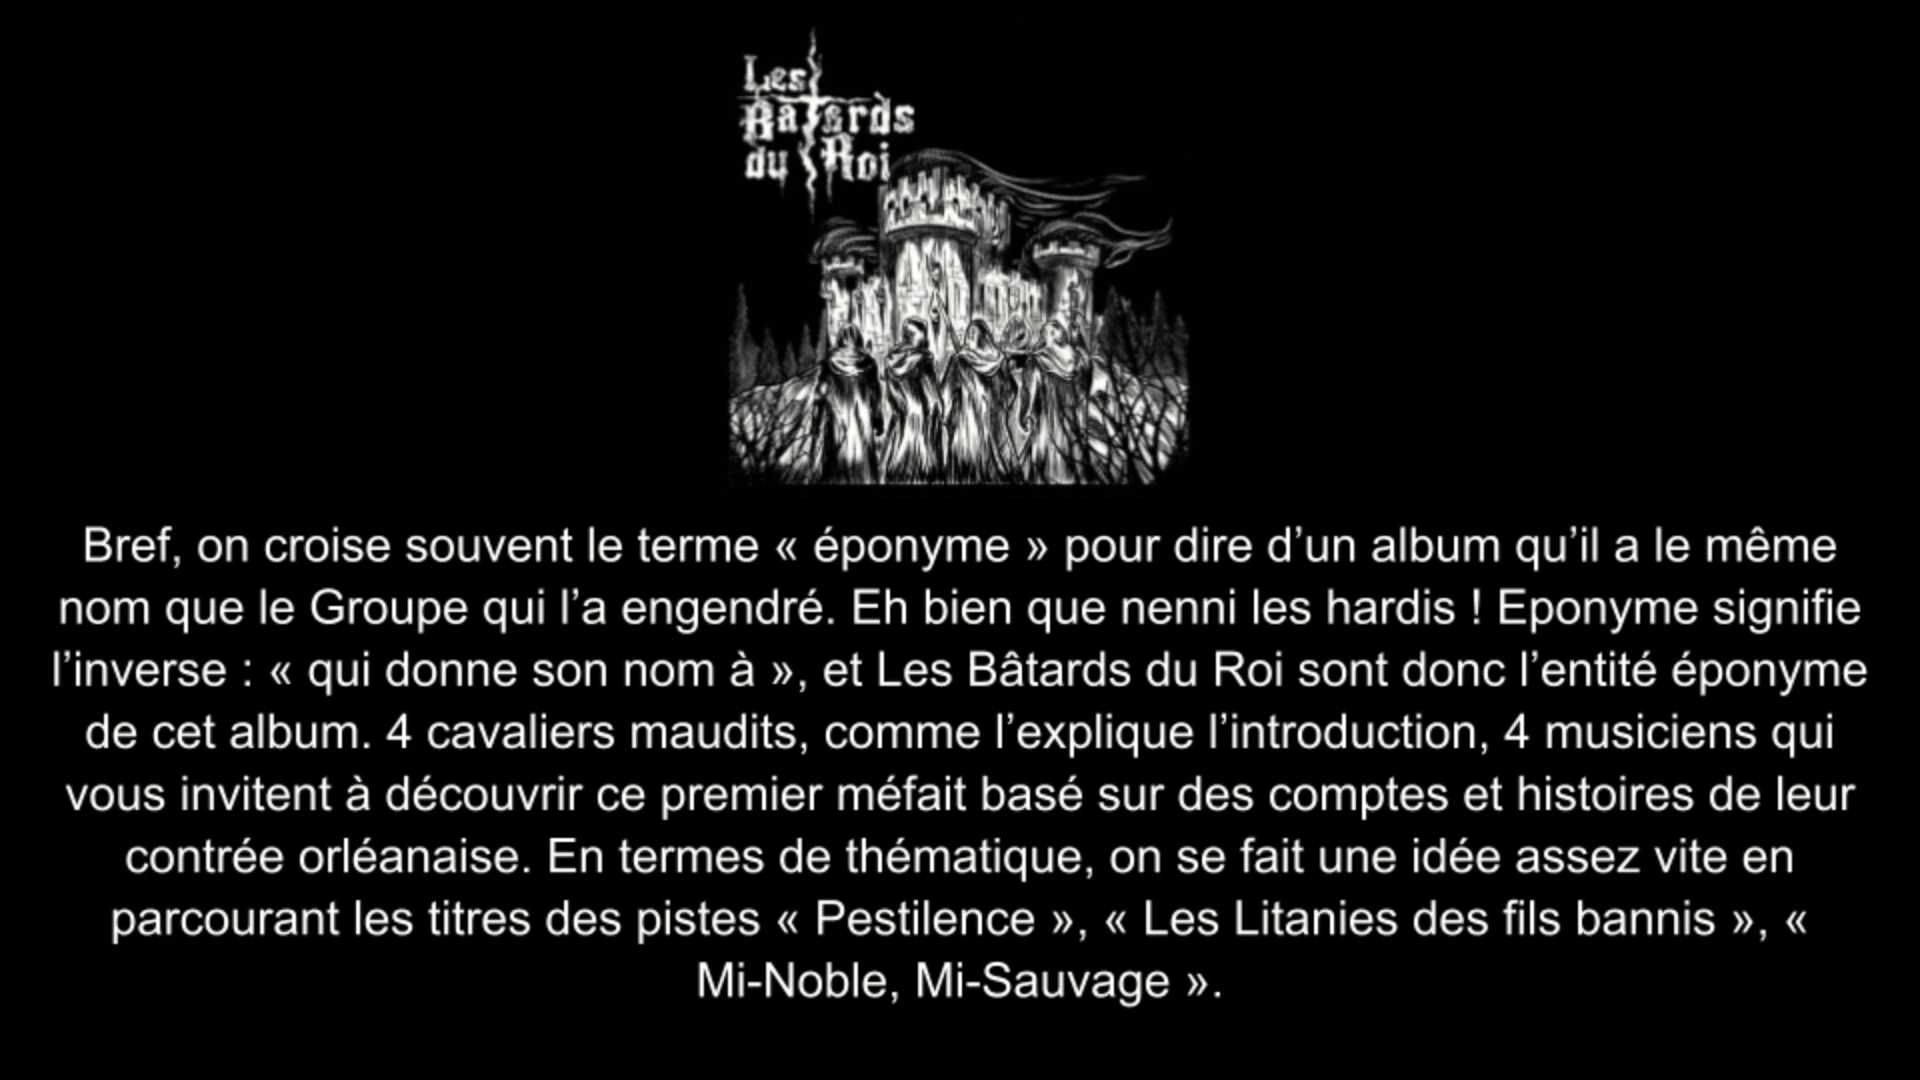 Les
Batards
du Roi
Bref, on croise souvent le terme « éponyme » pour dire d’un album qu’il a le même
nom que le Groupe qui l’a engendré. Eh bien que nenni les hardis ! Eponyme signifie
l’inverse : « qui donne son nom à », et Les Bâtards du Roi sont donc l’entité éponyme
de cet album. 4 cavaliers maudits, comme l’explique l’introduction, 4 musiciens qui
vous invitent à découvrir ce premier méfait basé sur des comptes et histoires de leur
contrée orléanaise. En termes de thématique, on se fait une idée assez vite en
parcourant les titres des pistes « Pestilence », « Les Litanies des fils bannis », «
Mi-Noble, Mi-Sauvage ».